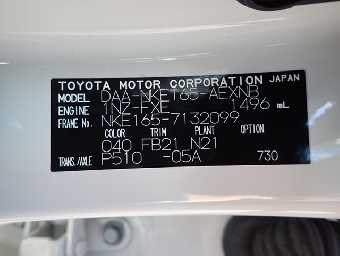 TOYOTA MOTOR CORPORATION JAPAN
MODEL DAA-NKE165-AEXNB
ENGINE 1NZ-FXE 1496 mL
FRAME No. NKE165-7132099
COLOR TRIM PLANT OPTION
040 FB21 N21
TRANS./AXLE P510 -05A 730